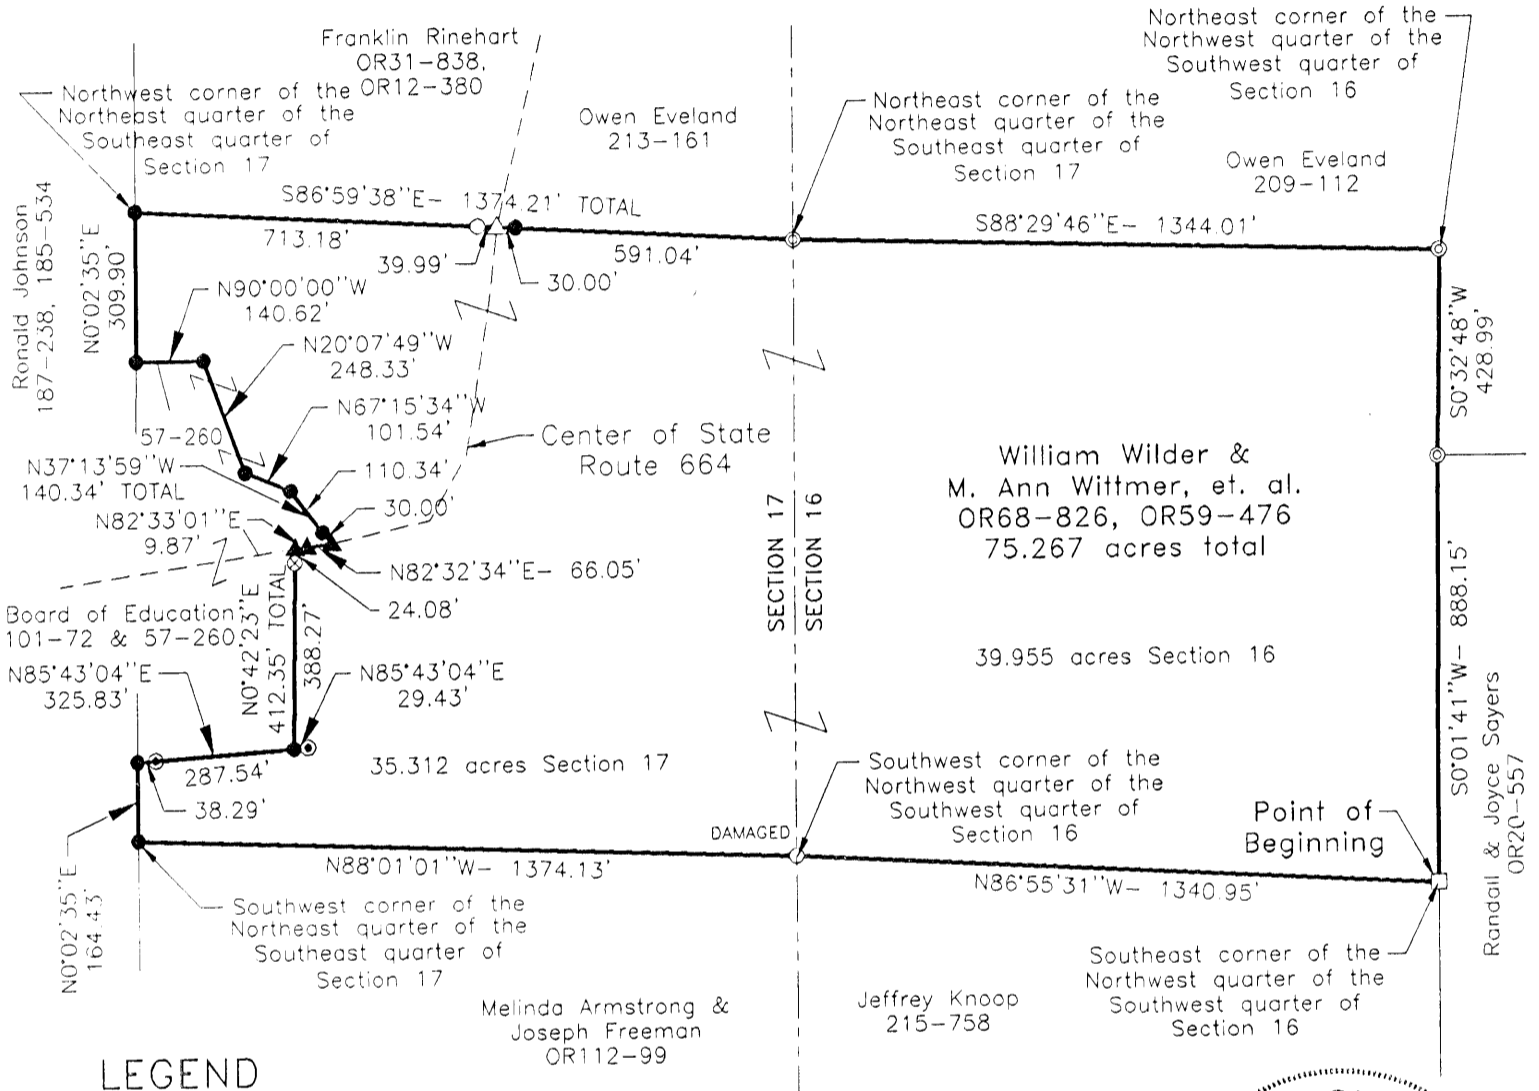 Franklin Rinehart
OR31-838,
OR12-380
Northwest corner of the
Northeast quarter of the
Southeast quarter of
Section 17
Owen Eveland
213-161
Northeast corner of the
Northeast quarter of the
Southeast quarter of
Section 17
Northeast corner of the
Northwest quarter of the
Southwest quarter of
Section 16
Owen Eveland
209-112
Ronald Johnson
187-238, 185-534
S86°59'38"E- 1374.21' TOTAL
713.18'
39.99'
30.00'
591.04'
S88°29'46"E- 1344.01'
N0°02'35"E
309.90'
N90°00'00"W
140.62'
N20°07'49"W
248.33'
N67°15'34"W
101.54'
57-260
N37°13'59"W
140.34' TOTAL
110.34'
30.00'
Center of State
Route 664
N82°33'01"E
9.87'
N82°32'34"E- 66.05'
24.08'
Board of Education
101-72 & 57-260
N0°42'23"E
412.35' TOTAL
388.27'
N85°43'04"E
325.83'
N85°43'04"E
29.43'
287.54'
38.29'
35.312 acres Section 17
SECTION 17
SECTION 16
William Wilder &
M. Ann Wittmer, et. al.
OR68-826, OR59-476
75.267 acres total
39.955 acres Section 16
S0°32'48"W
428.99'
S0°01'41"W- 888.15'
Randall & Joyce Sayers
OR20-557
Southwest corner of the
Northwest quarter of the
Southwest quarter of
Section 16
Point of
Beginning
DAMAGED
N88°01'01"W- 1374.13'
N86°55'31"W- 1340.95'
N0°02'35"E
164.43'
Southwest corner of the
Northeast quarter of the
Southeast quarter of
Section 17
Southeast corner of the
Northwest quarter of the
Southwest quarter of
Section 16
Melinda Armstrong &
Joseph Freeman
OR112-99
Jeffrey Knoop
215-758
LEGEND